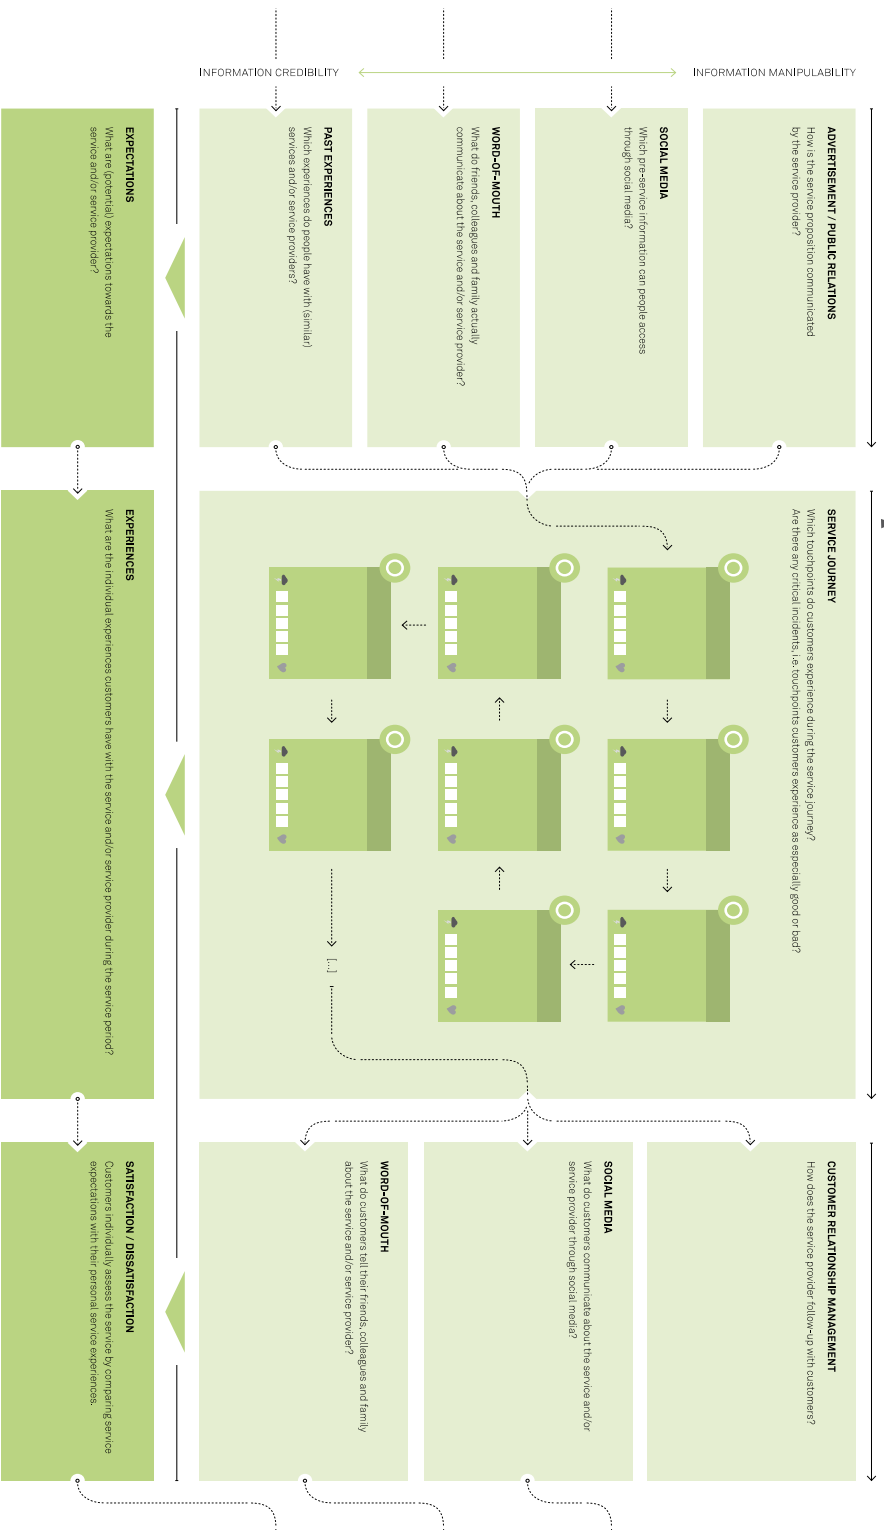 INFORMATION CREDIBILITY
INFORMATION MANIPULABILITY
ADVERTISEMENT / PUBLIC RELATIONS
How is the service proposition communicated
by the service provider?
SOCIAL MEDIA
Which pre-service information can people access
through social media?
WORD-OF-MOUTH
What do friends, colleagues and family actually
communicate about the service and/or service provider?
PAST EXPERIENCES
Which experiences do people have with (similar)
services and/or service providers?
EXPECTATIONS
What are (potential) expectations towards the
service and/or service provider?
SERVICE JOURNEY
Which touchpoints do customers experience during the service journey?
Are there any critical incidents, i.e. touchpoints customers experience as especially good or bad?
[...]
EXPERIENCES
What are the individual experiences customers have with the service and/or service provider during the service period?
CUSTOMER RELATIONSHIP MANAGEMENT
How does the service provider follow-up with customers?
SOCIAL MEDIA
What do customers communicate about the service and/or
service provider through social media?
WORD-OF-MOUTH
What do customers tell their friends, colleagues and family
about the service and/or service provider?
SATISFACTION / DISSATISFACTION
Customers individually assess the service by comparing service
expectations with their personal service experiences.